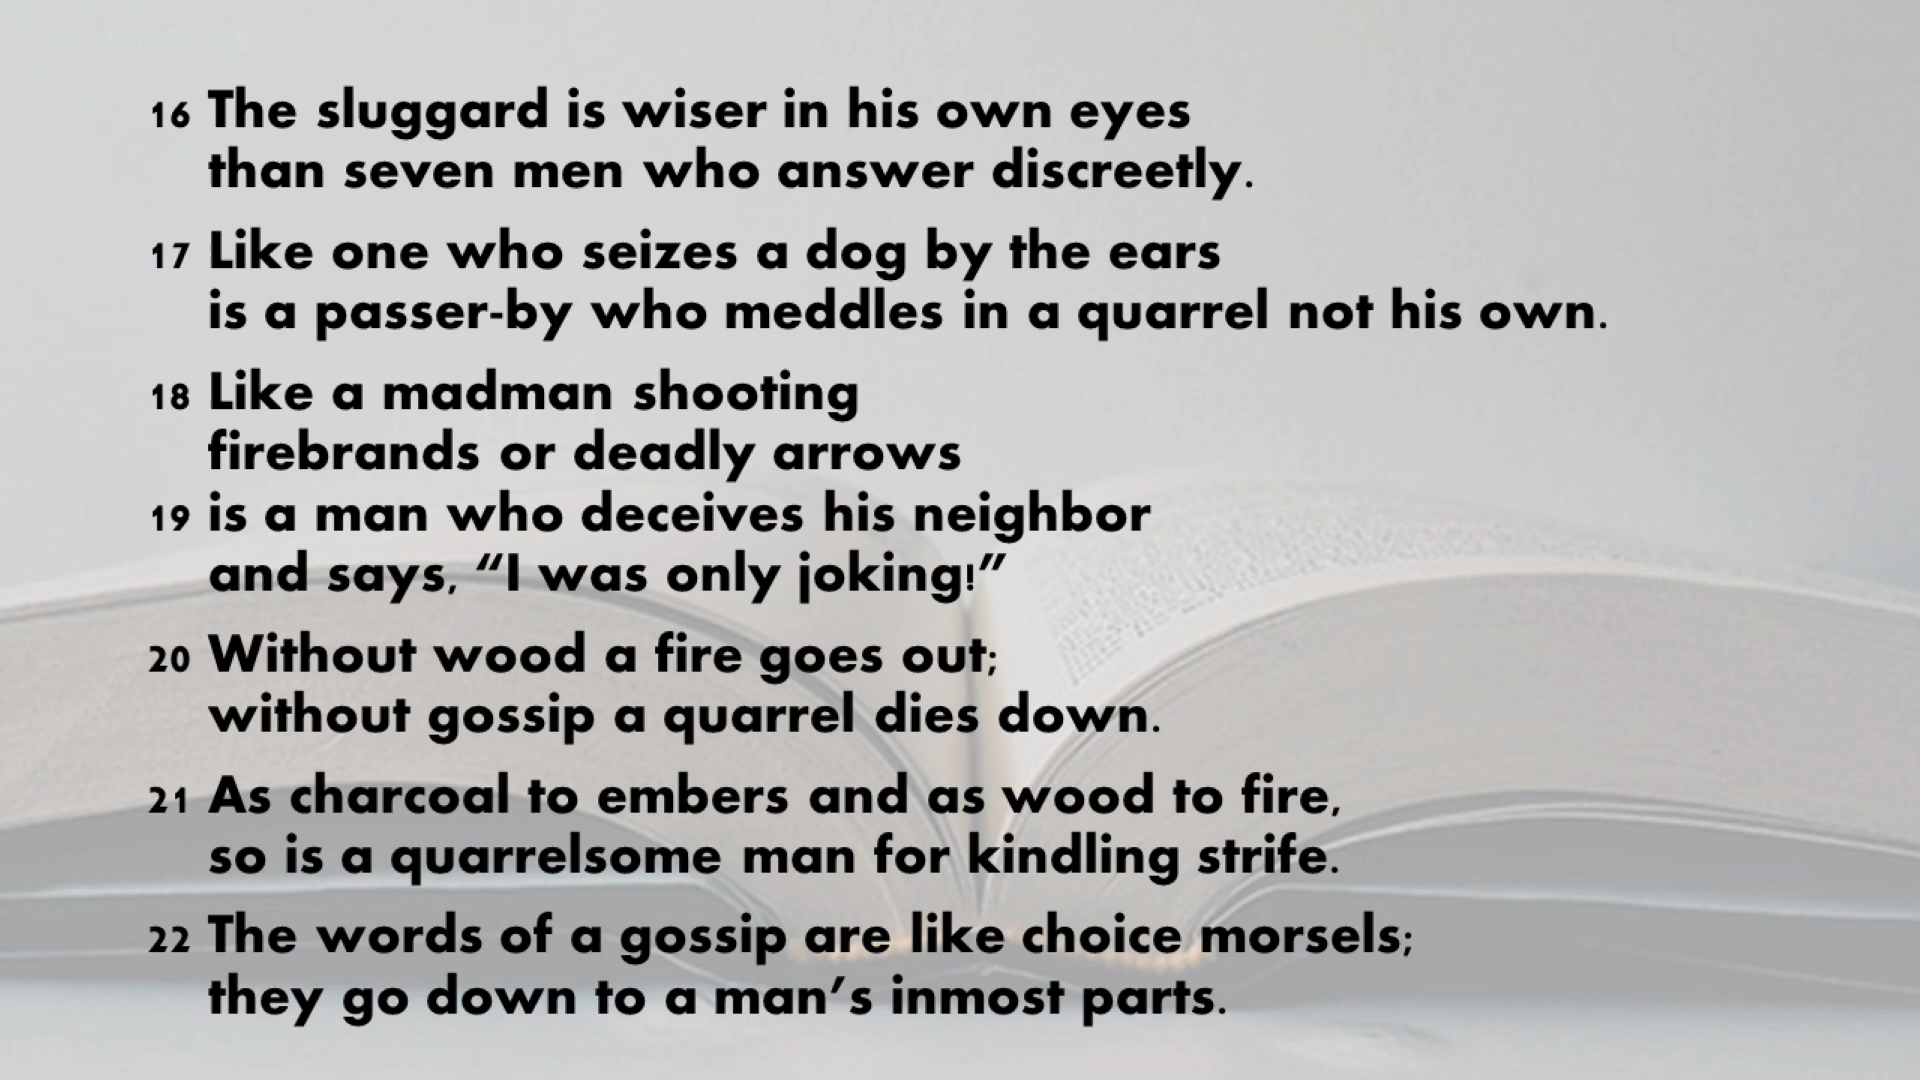 16 The sluggard is wiser in his own eyes
than seven men who answer discreetly.
17 Like one who seizes a dog by the ears
is a passer-by who meddles in a quarrel not his own.
18 Like a madman shooting
firebrands or deadly arrows
19 is a man who deceives his neighbor
and says, “I was only joking!”
20 Without wood a fire goes out;
without gossip a quarrel dies down.
21 As charcoal to embers and as wood to fire,
so is a quarrelsome man for kindling strife.
22 The words of a gossip are like choice morsels;
they go down to a man’s inmost parts.